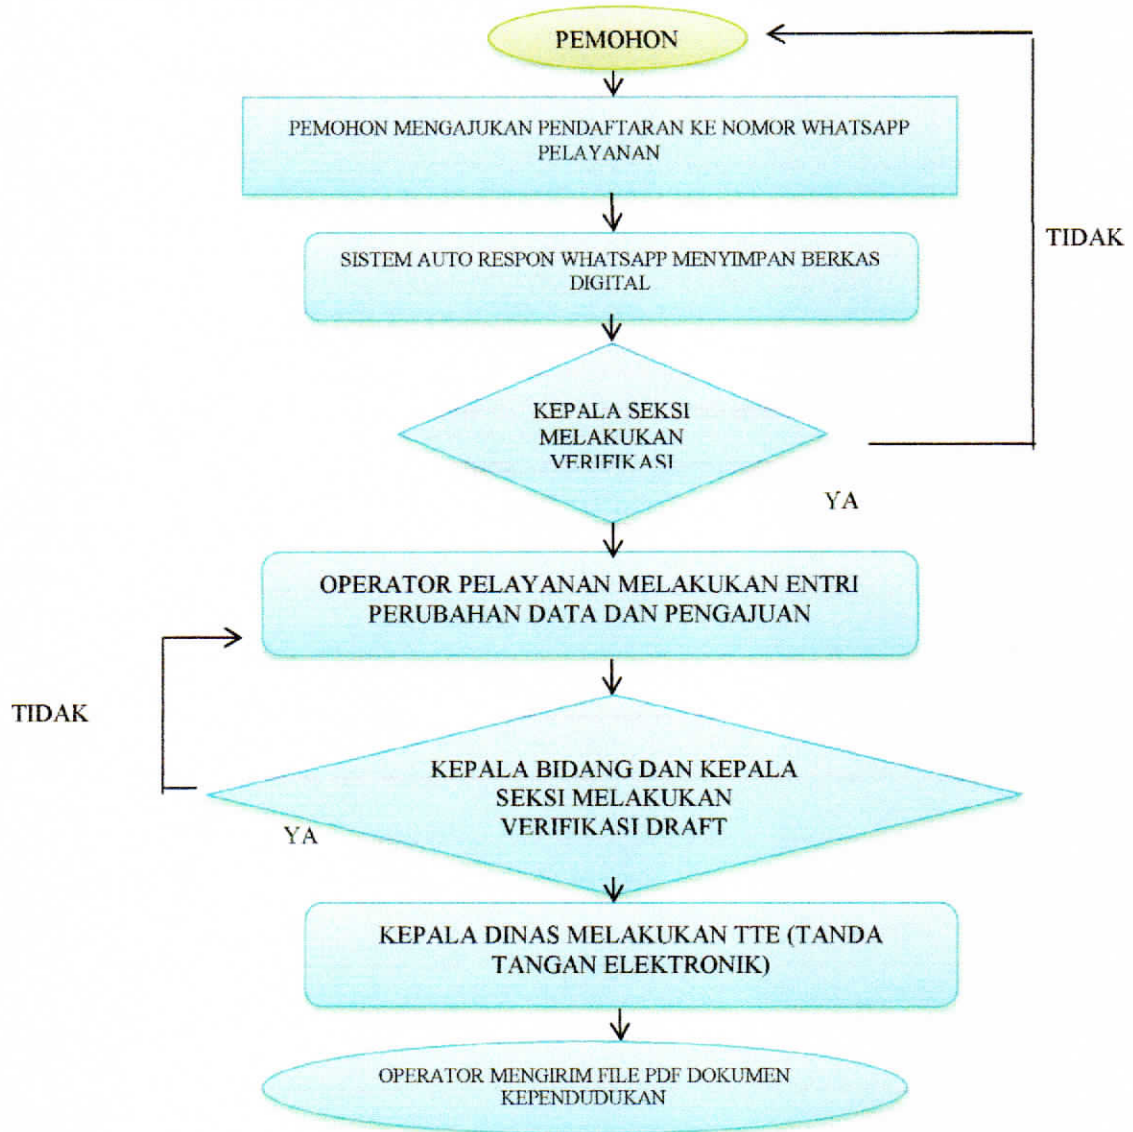 PEMOHON
PEMOHON MENGAJUKAN PENDAFTARAN KE NOMOR WHATSAPP
PELAYANAN
TIDAK
SISTEM AUTO RESPON WHATSAPP MENYIMPAN BERKAS
DIGITAL
KEPALA SEKSI
MELAKUKAN
VERIFIKASI
YA
OPERATOR PELAYANAN MELAKUKAN ENTRI
PERUBAHAN DATA DAN PENGAJUAN
TIDAK
KEPALA BIDANG DAN KEPALA
SEKSI MELAKUKAN
VERIFIKASI DRAFT
YA
KEPALA DINAS MELAKUKAN TTE (TANDA
TANGAN ELEKTRONIK)
OPERATOR MENGIRIM FILE PDF DOKUMEN
KEPENDUDUKAN